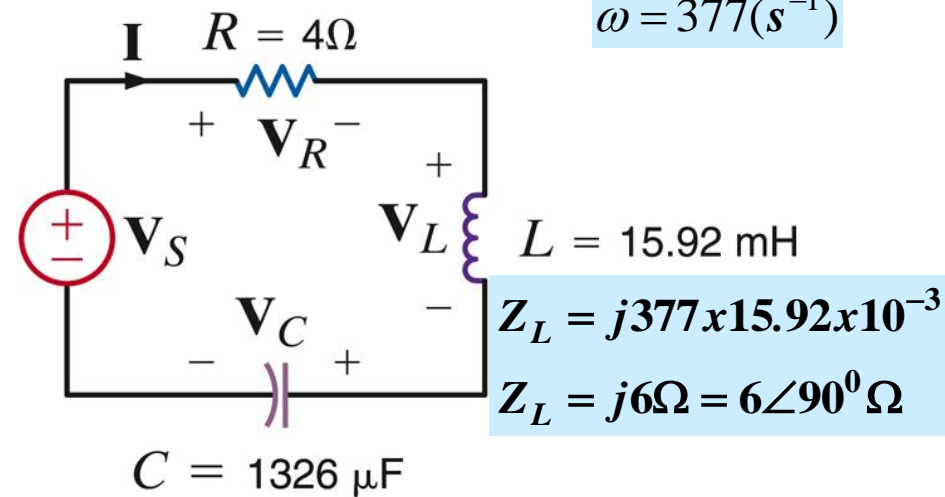 ω = 377(s⁻¹)
I R = 4Ω
+ V_R −
+
V_L L = 15.92 mH
−
+ − V_S
Z_L = j377x15.92x10⁻³
V_C
− +
Z_L = j6Ω = 6∠90⁰Ω
C = 1326 μF